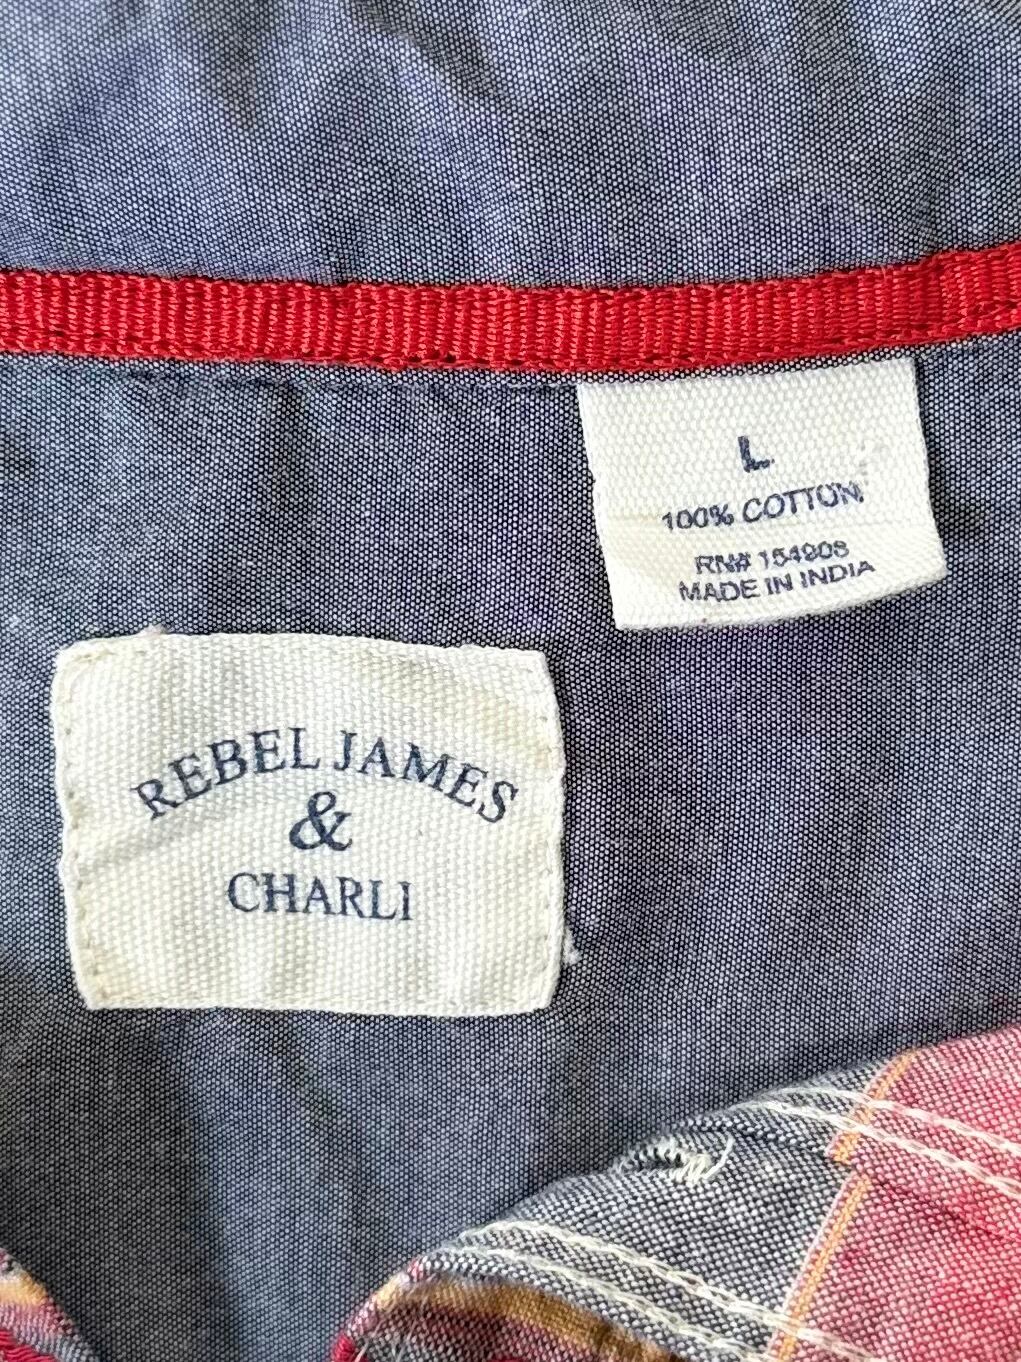 L
100% COTTON
RN# 154908
MADE IN INDIA
REBEL JAMES
&
CHARLI